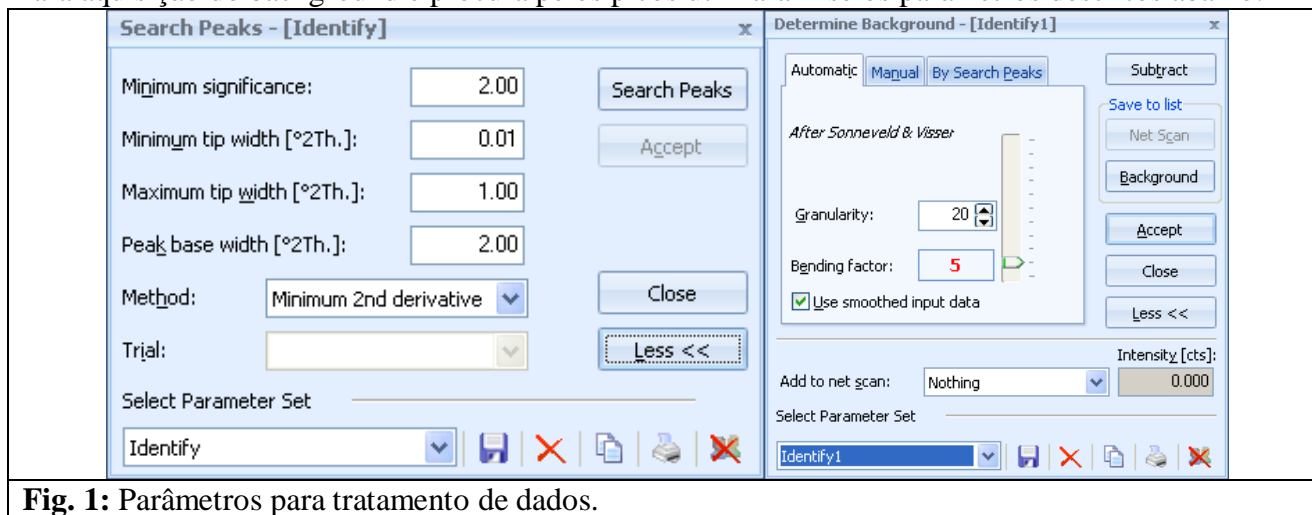 Search Peaks - [Identify]
x
Minimum significance:
2.00
Search Peaks
Minimum tip width [°2Th.]:
0.01
Accept
Maximum tip width [°2Th.]:
1.00
Peak base width [°2Th.]:
2.00
Method:
Minimum 2nd derivative
Close
Trial:
Less <<
Select Parameter Set
Identify
Determine Background - [Identify1]
x
Automatic
Manual
By Search Peaks
Subtract
Save to list
After Sonneveld & Visser
Net Scan
Background
Granularity:
20
Accept
Bending factor:
5
Close
Use smoothed input data
Less <<
Intensity [cts]:
Add to net scan:
Nothing
0.000
Select Parameter Set
Identify1
Fig. 1: Parâmetros para tratamento de dados.